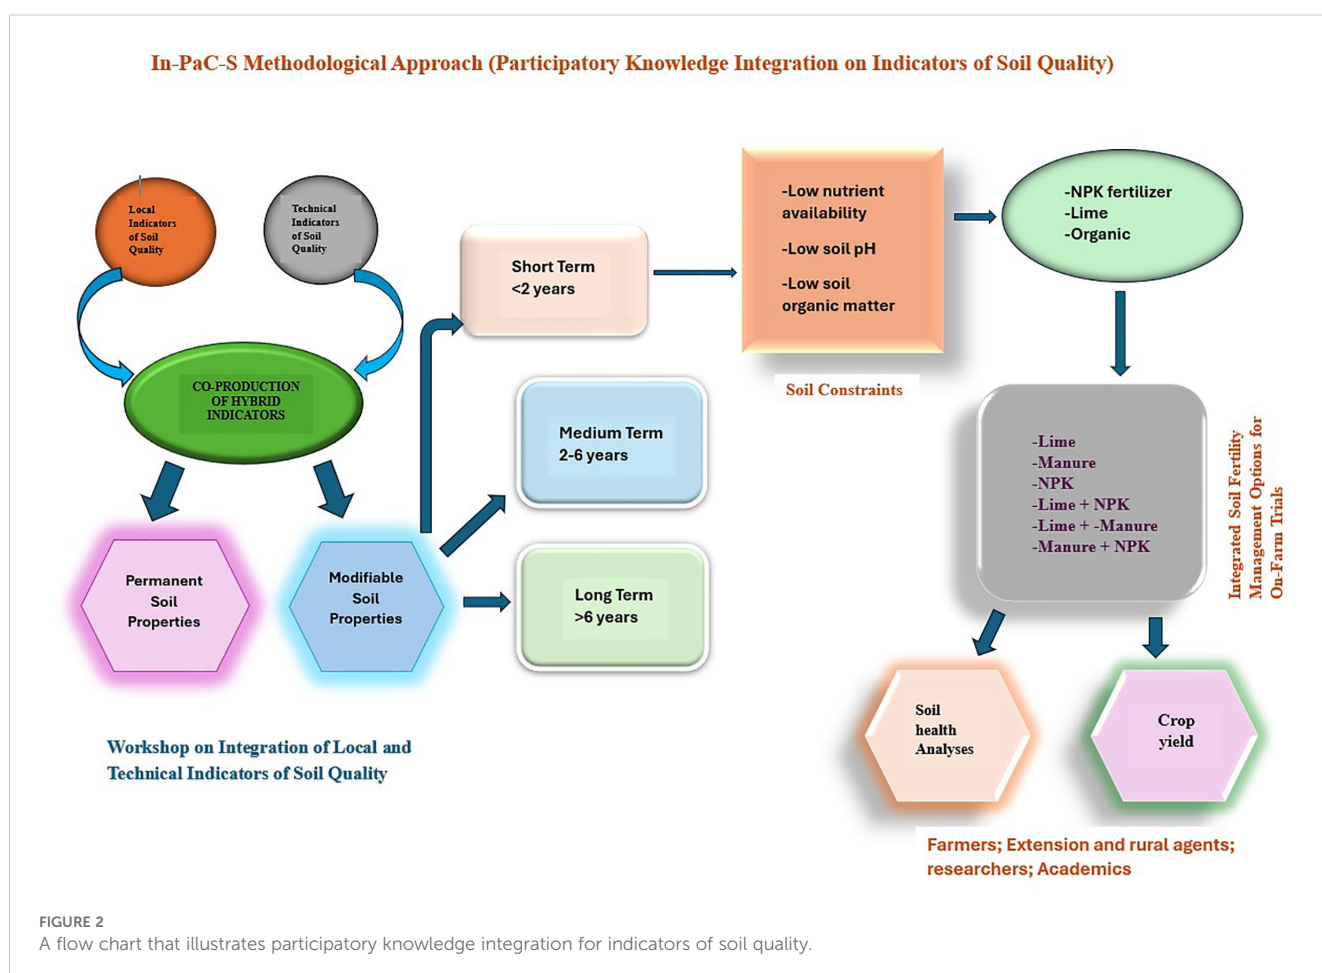 In-PaC-S Methodological Approach (Participatory Knowledge Integration on Indicators of Soil Quality)
Local
Indicators
of Soil
Quality
Technical
Indicators
of Soil
Quality
CO-PRODUCTION
OF HYBRID
INDICATORS
Permanent
Soil
Properties
Modifiable
Soil
Properties
Workshop on Integration of Local and
Technical Indicators of Soil Quality
Short Term
<2 years
Medium Term
2-6 years
Long Term
>6 years
-Low nutrient
availability
-Low soil pH
-Low soil
organic matter
Soil Constraints
-NPK fertilizer
-Lime
-Organic
-Lime
-Manure
-NPK
-Lime + NPK
-Lime + -Manure
-Manure + NPK
Integrated Soil Fertility
Management Options for
On-Farm Trials
Soil
health
Analyses
Crop
yield
Farmers; Extension and rural agents;
researchers; Academics
FIGURE 2
A flow chart that illustrates participatory knowledge integration for indicators of soil quality.